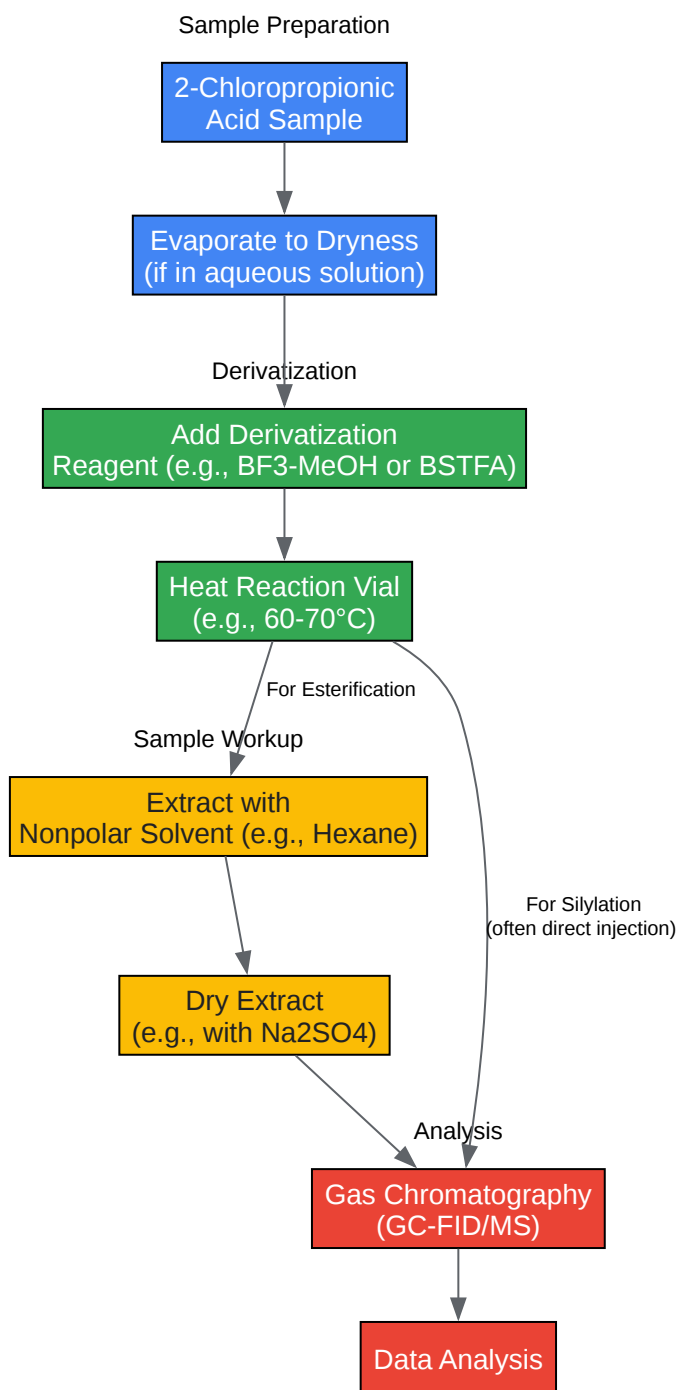 Sample Preparation
2-Chloropropionic
Acid Sample
Evaporate to Dryness
(if in aqueous solution)
Derivatization
Add Derivatization
Reagent (e.g., BF3-MeOH or BSTFA)
Heat Reaction Vial
(e.g., 60-70°C)
For Esterification
Sample Workup
Extract with
Nonpolar Solvent (e.g., Hexane)
For Silylation
(often direct injection)
Dry Extract
(e.g., with Na2SO4)
Analysis
Gas Chromatography
(GC-FID/MS)
Data Analysis